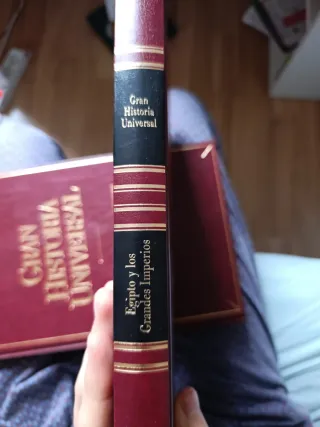 Gran
Historia
Universal
Egipto y los
Grandes Imperios
GRAN
HISTORIA
UNIVERSAL